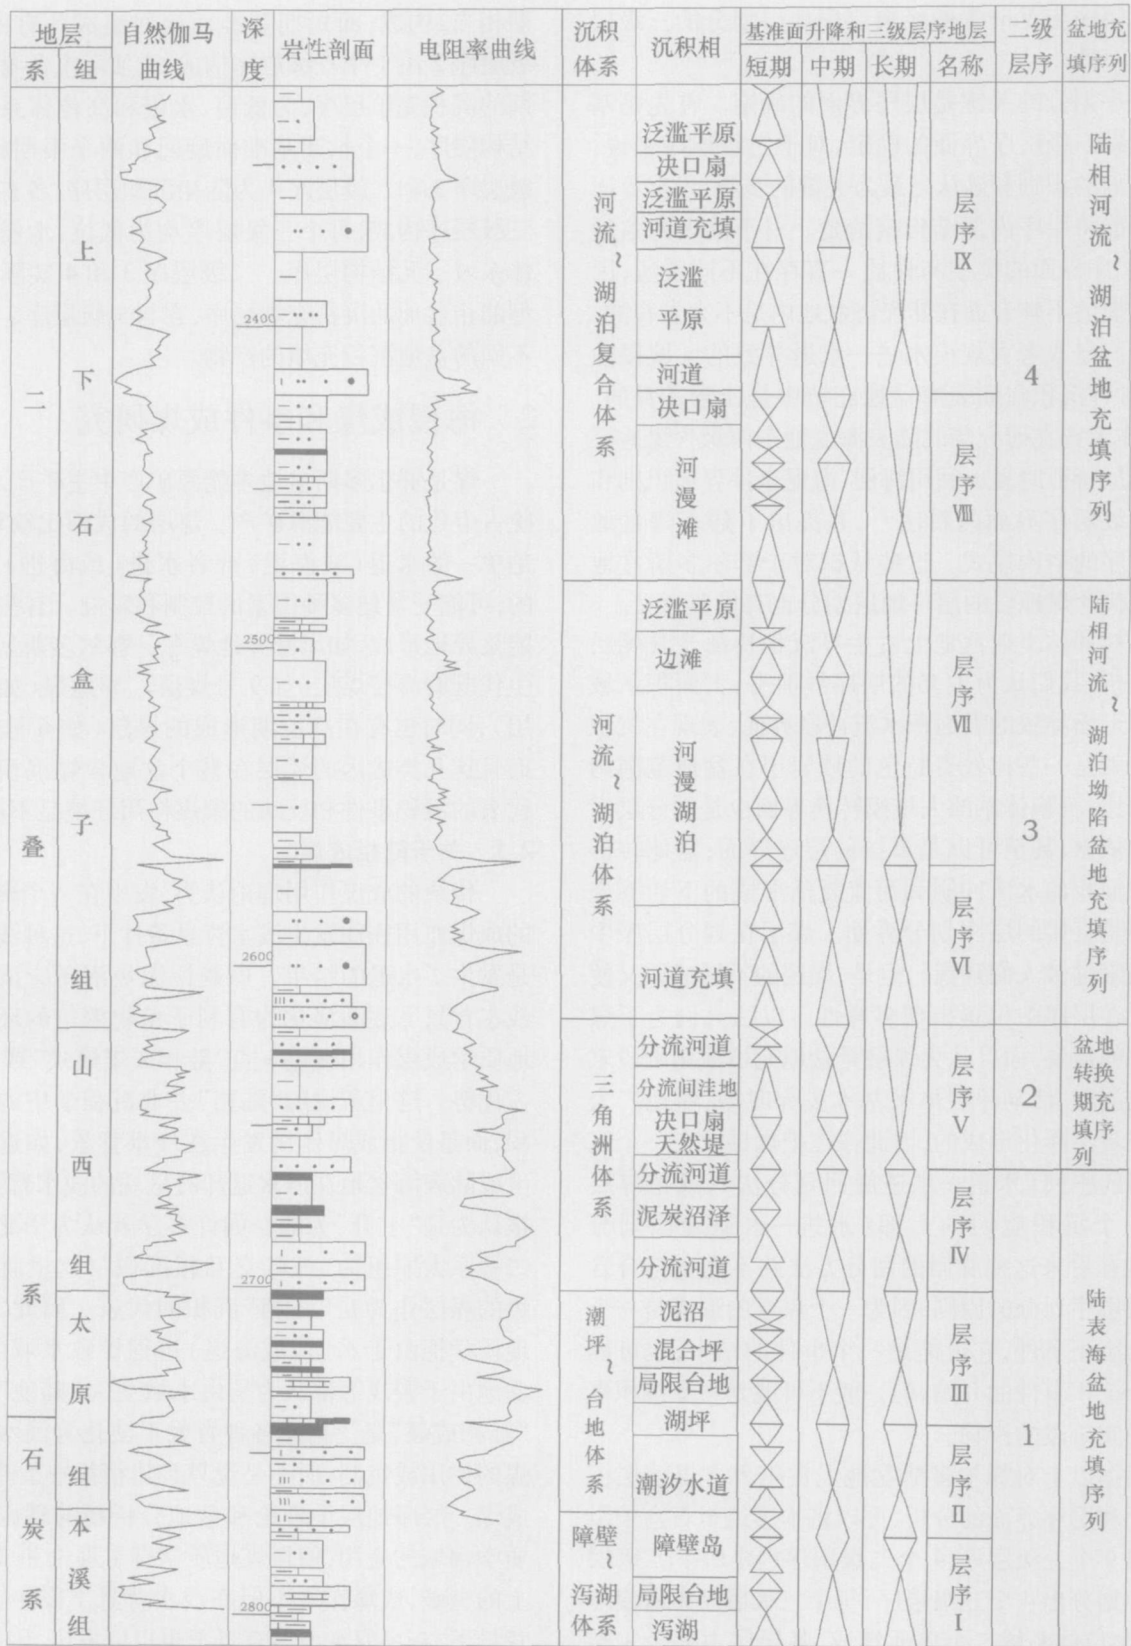 地层
系
组
自然伽马
曲线
深
度
岩性剖面
电阻率曲线
沉积
体系
沉积相
基准面升降和三级层序地层
短期
中期
长期
名称
二级
层序
盆地充
填序列
二叠系
石炭系
上下石盒子组
山西组
太原组
本溪组
2400
2500
2600
2700
2800
河流~湖泊复合体系
河流~湖泊体系
三角洲体系
潮坪~台地体系
障壁
~
泻湖
体系
泛滥平原
决口扇
泛滥平原
河道充填
泛滥
平原
河道
决口扇
河漫滩
泛滥平原
边滩
河漫湖泊
河道充填
分流河道
分流间洼地
决口扇
天然堤
分流河道
泥炭沼泽
分流河道
泥沼
混合坪
局限台地
湖坪
潮汐水道
障壁岛
局限台地
泻湖
层序Ⅸ
层序Ⅷ
层序Ⅶ
层序Ⅵ
层序Ⅴ
层序Ⅳ
层序Ⅲ
层序Ⅱ
层序Ⅰ
4
3
2
1
陆相河流~湖泊盆地充填序列
陆相河流~湖泊坳陷盆地充填序列
盆地
转换
期充
填序
列
陆表海盆地充填序列